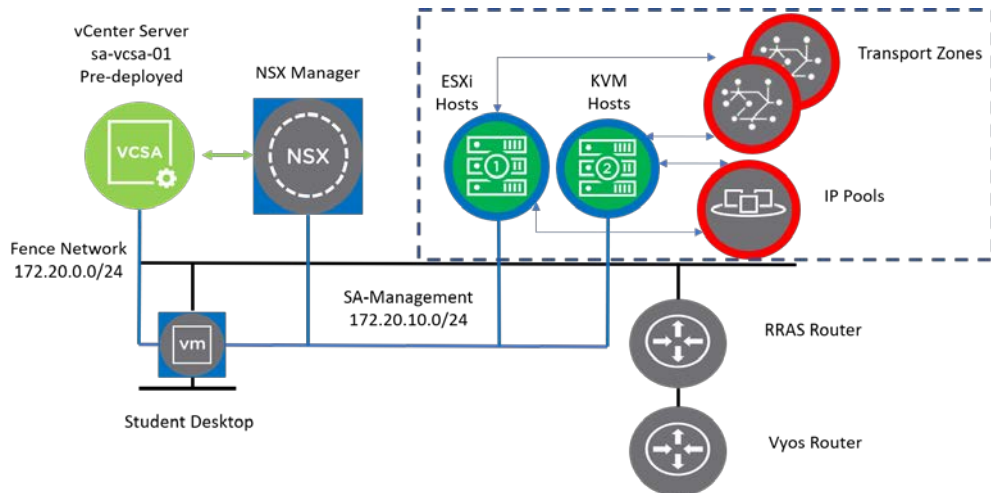 vCenter Server
sa-vcsa-01
Pre-deployed
NSX Manager
ESXi
Hosts
KVM
Hosts
Transport Zones
VCSA
NSX
1
2
IP Pools
Fence Network
172.20.0.0/24
SA-Management
172.20.10.0/24
vm
RRAS Router
Student Desktop
Vyos Router